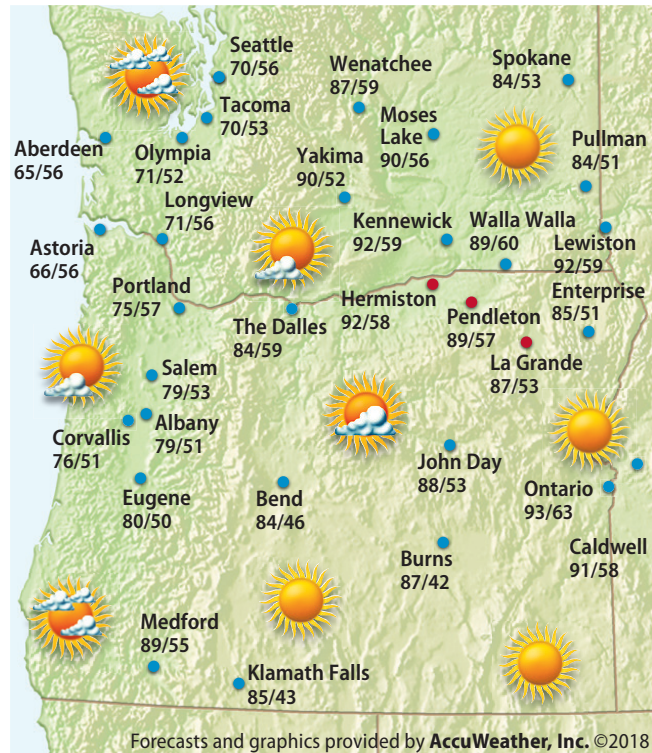 Seattle
70/56
Wenatchee
87/59
Spokane
84/53
Tacoma
70/53
Moses
Lake
90/56
Aberdeen
65/56
Olympia
71/52
Yakima
90/52
Pullman
84/51
Longview
71/56
Kennewick
92/59
Walla Walla
89/60
Lewiston
92/59
Astoria
66/56
Portland
75/57
The Dalles
84/59
Hermiston
92/58
Pendleton
89/57
Enterprise
85/51
La Grande
87/53
Salem
79/53
Albany
79/51
Corvallis
76/51
Eugene
80/50
Bend
84/46
John Day
88/53
Ontario
93/63
Burns
87/42
Caldwell
91/58
Medford
89/55
Klamath Falls
85/43
Forecasts and graphics provided by AccuWeather, Inc. ©2018